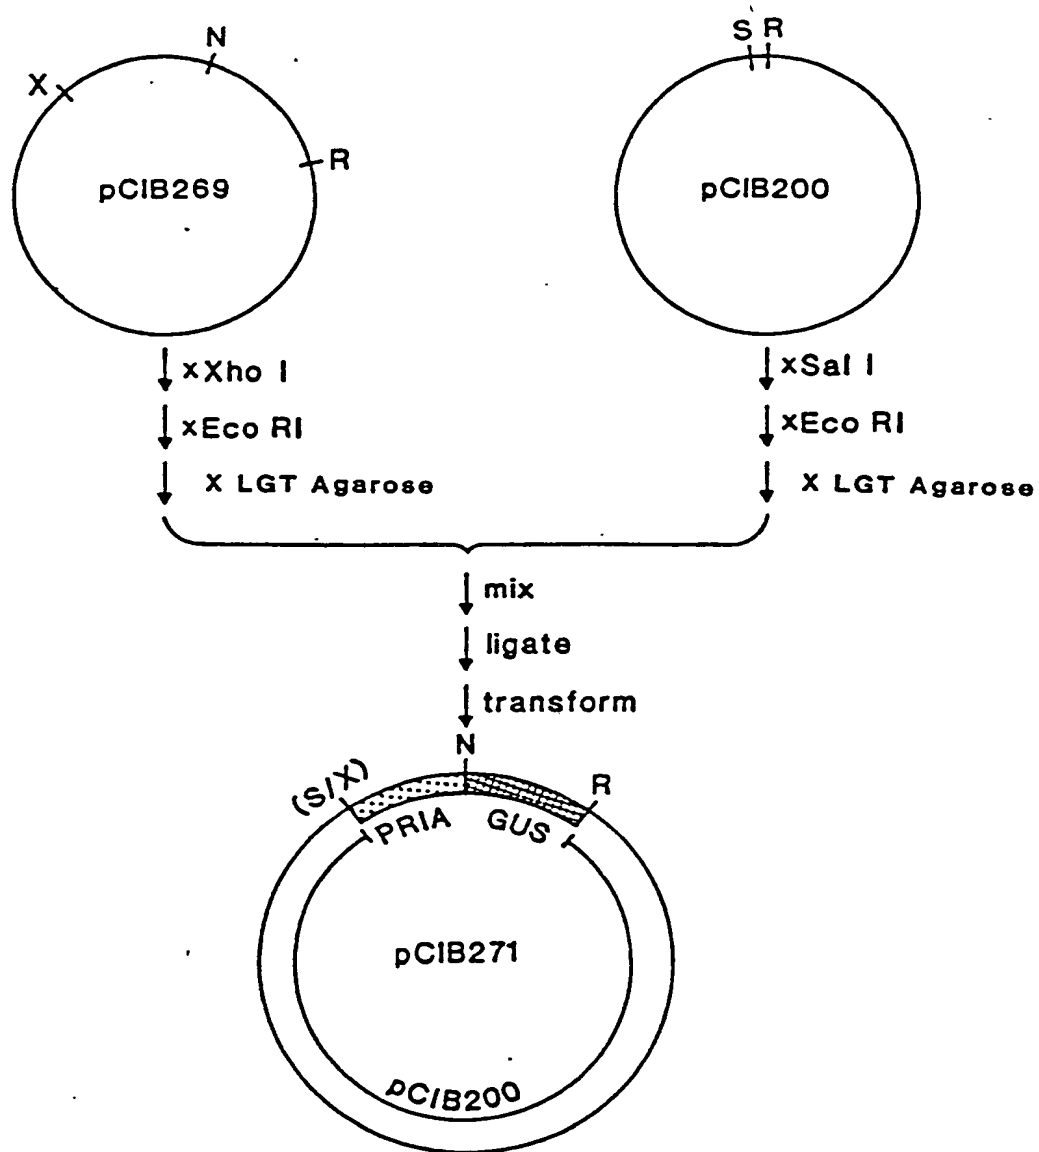 N
X
R
pCIB269
S R
pCIB200
xXho I
xEco RI
X LGT Agarose
xSal I
xEco RI
X LGT Agarose
mix
ligate
transform
N
(S/X)
R
PRIA
GUS
pCIB271
pCIB200